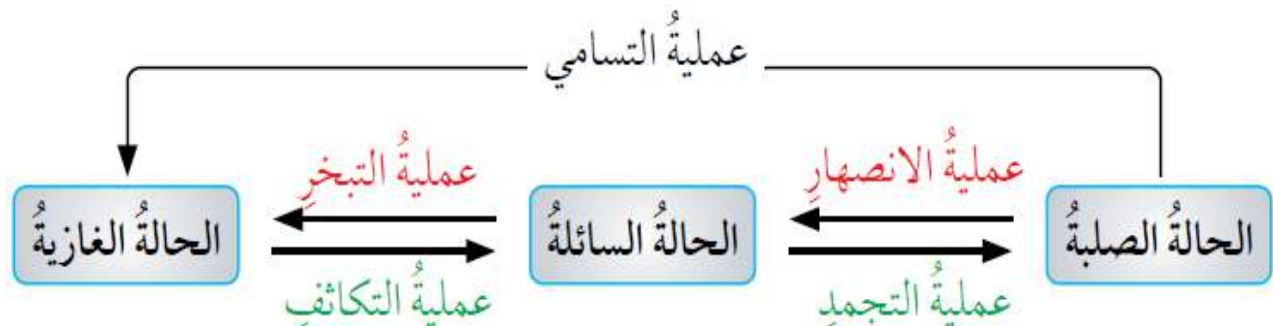 عمليةُ التسامي
عمليةُ الانصهارِ
عمليةُ التبخرِ
الحالةُ الصلبةُ
الحالةُ السائلةُ
الحالةُ الغازيةُ
عمليةُ التجمدِ
عمليةُ التكاثفِ